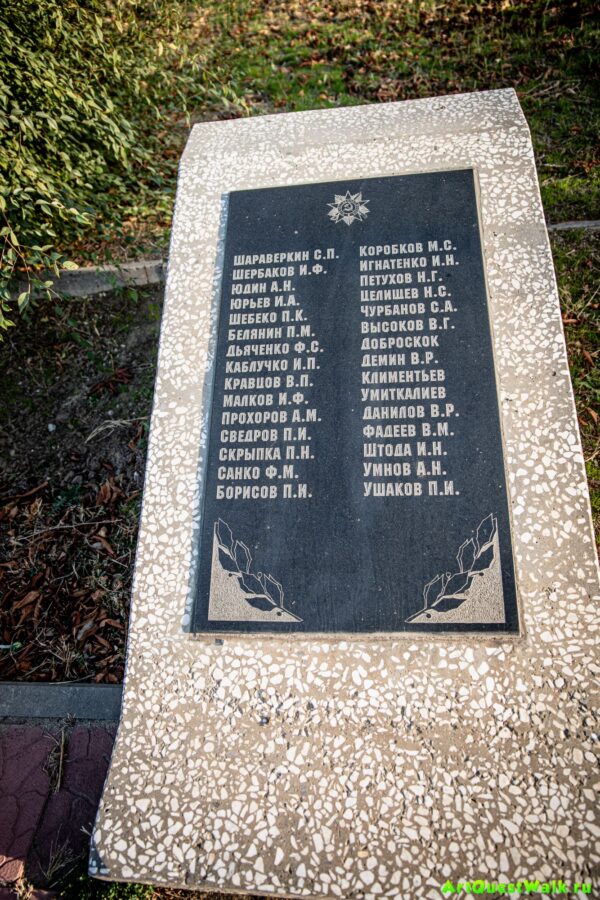 ШАРАВЕРКИН С.П.
ШЕРБАКОВ И.Ф.
ЮДИН А.Н.
ЮРЬЕВ И.А.
ШЕБЕКО П.К.
БЕЛЯНИН П.М.
ДЬЯЧЕНКО Ф.С.
КАБЛУЧКО И.П.
КРАВЦОВ В.П.
МАЛКОВ И.Ф.
ПРОХОРОВ А.М.
СВЕДРОВ П.И.
СКРЫПКА П.Н.
САНКО Ф.М.
БОРИСОВ П.И.
КОРОБКОВ М.С.
ИГНАТЕНКО И.Н.
ПЕТУХОВ Н.Г.
ЦЕЛИЩЕВ Н.С.
ЧУРБАНОВ С.А.
ВЫСОКОВ В.Г.
ДОБРОСКОК
ДЕМИН В.Р.
КЛИМЕНТЬЕВ
УМИТКАЛИЕВ
ДАНИЛОВ В.Р.
ФАДЕЕВ В.М.
ШТОДА И.Н.
УМНОВ А.Н.
УШАКОВ П.И.
ArtQuestWalk.ru